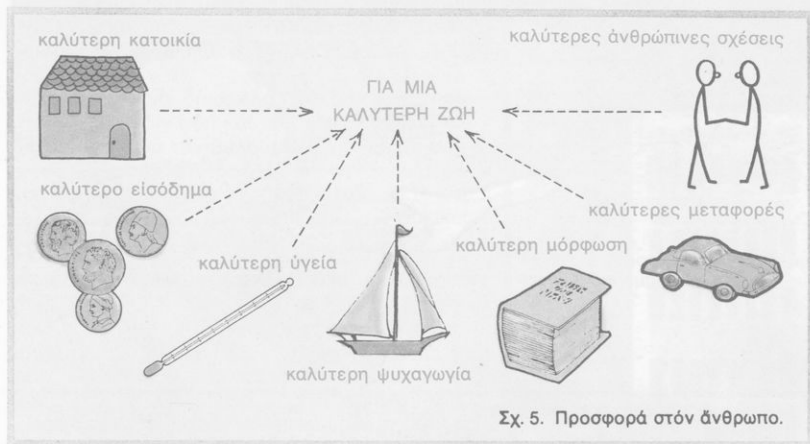 καλύτερη κατοικία
καλύτερες ἀνθρώπινες σχέσεις
ΓΙΑ ΜΙΑ
ΚΑΛΥΤΕΡΗ ΖΩΗ
καλύτερο εἰσόδημα
καλύτερες μεταφορές
καλύτερη ὑγεία
καλύτερη μόρφωση
καλύτερη ψυχαγωγία
Σχ. 5. Προσφορά στόν ἄνθρωπο.